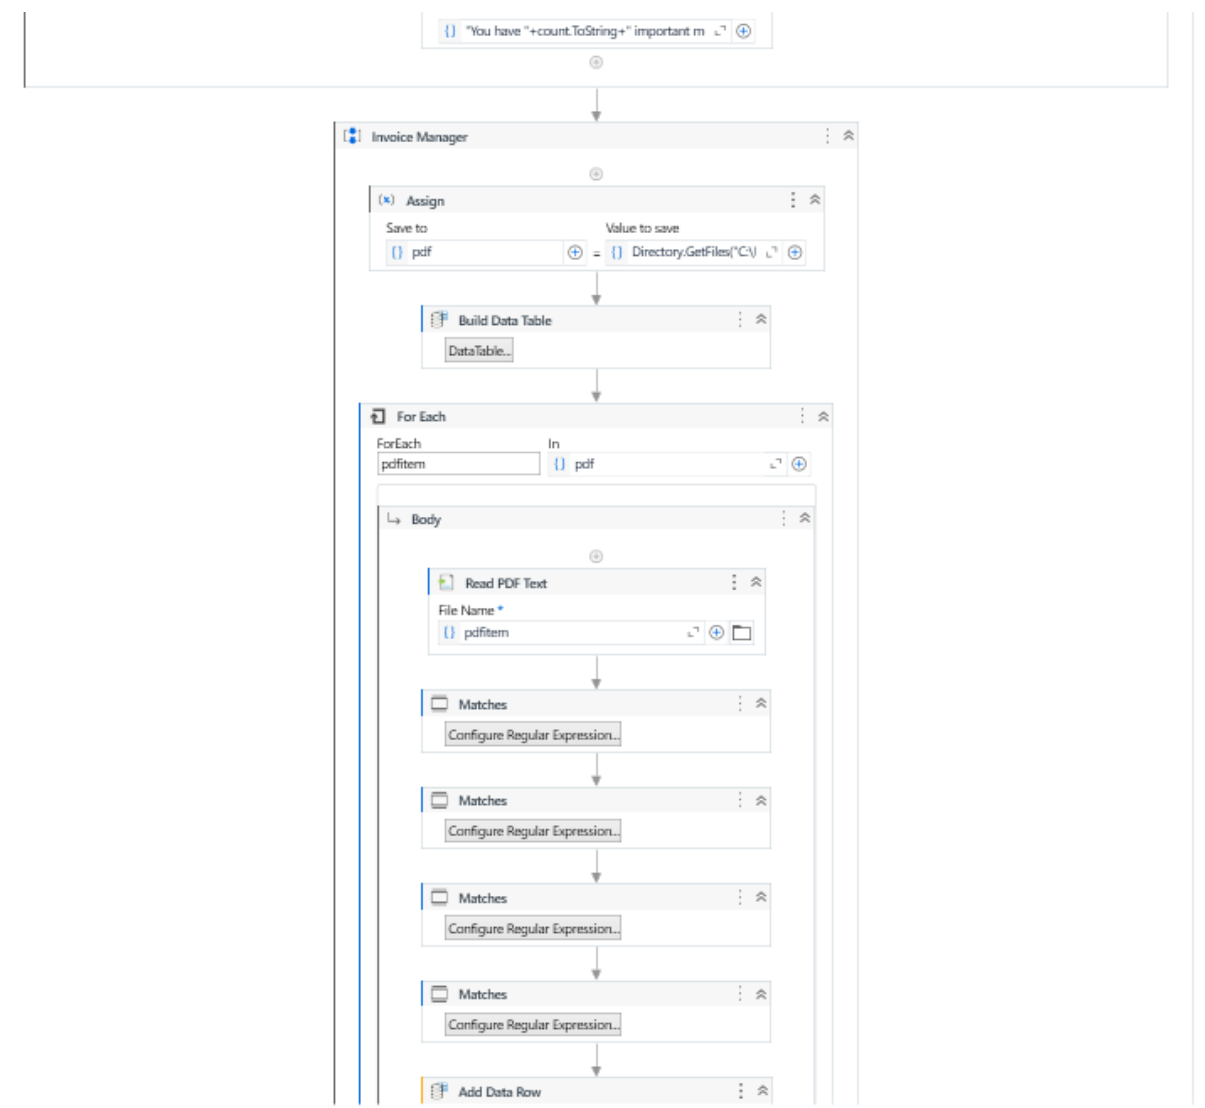 "You have "+count.ToString+" important m
Invoice Manager
Assign
Save to Value to save
pdf = Directory.GetFiles("C:\
Build Data Table
DataTable...
For Each
ForEach In
pdfitem pdf
Body
Read PDF Text
File Name *
pdfitem
Matches
Configure Regular Expression...
Matches
Configure Regular Expression...
Matches
Configure Regular Expression...
Matches
Configure Regular Expression...
Add Data Row